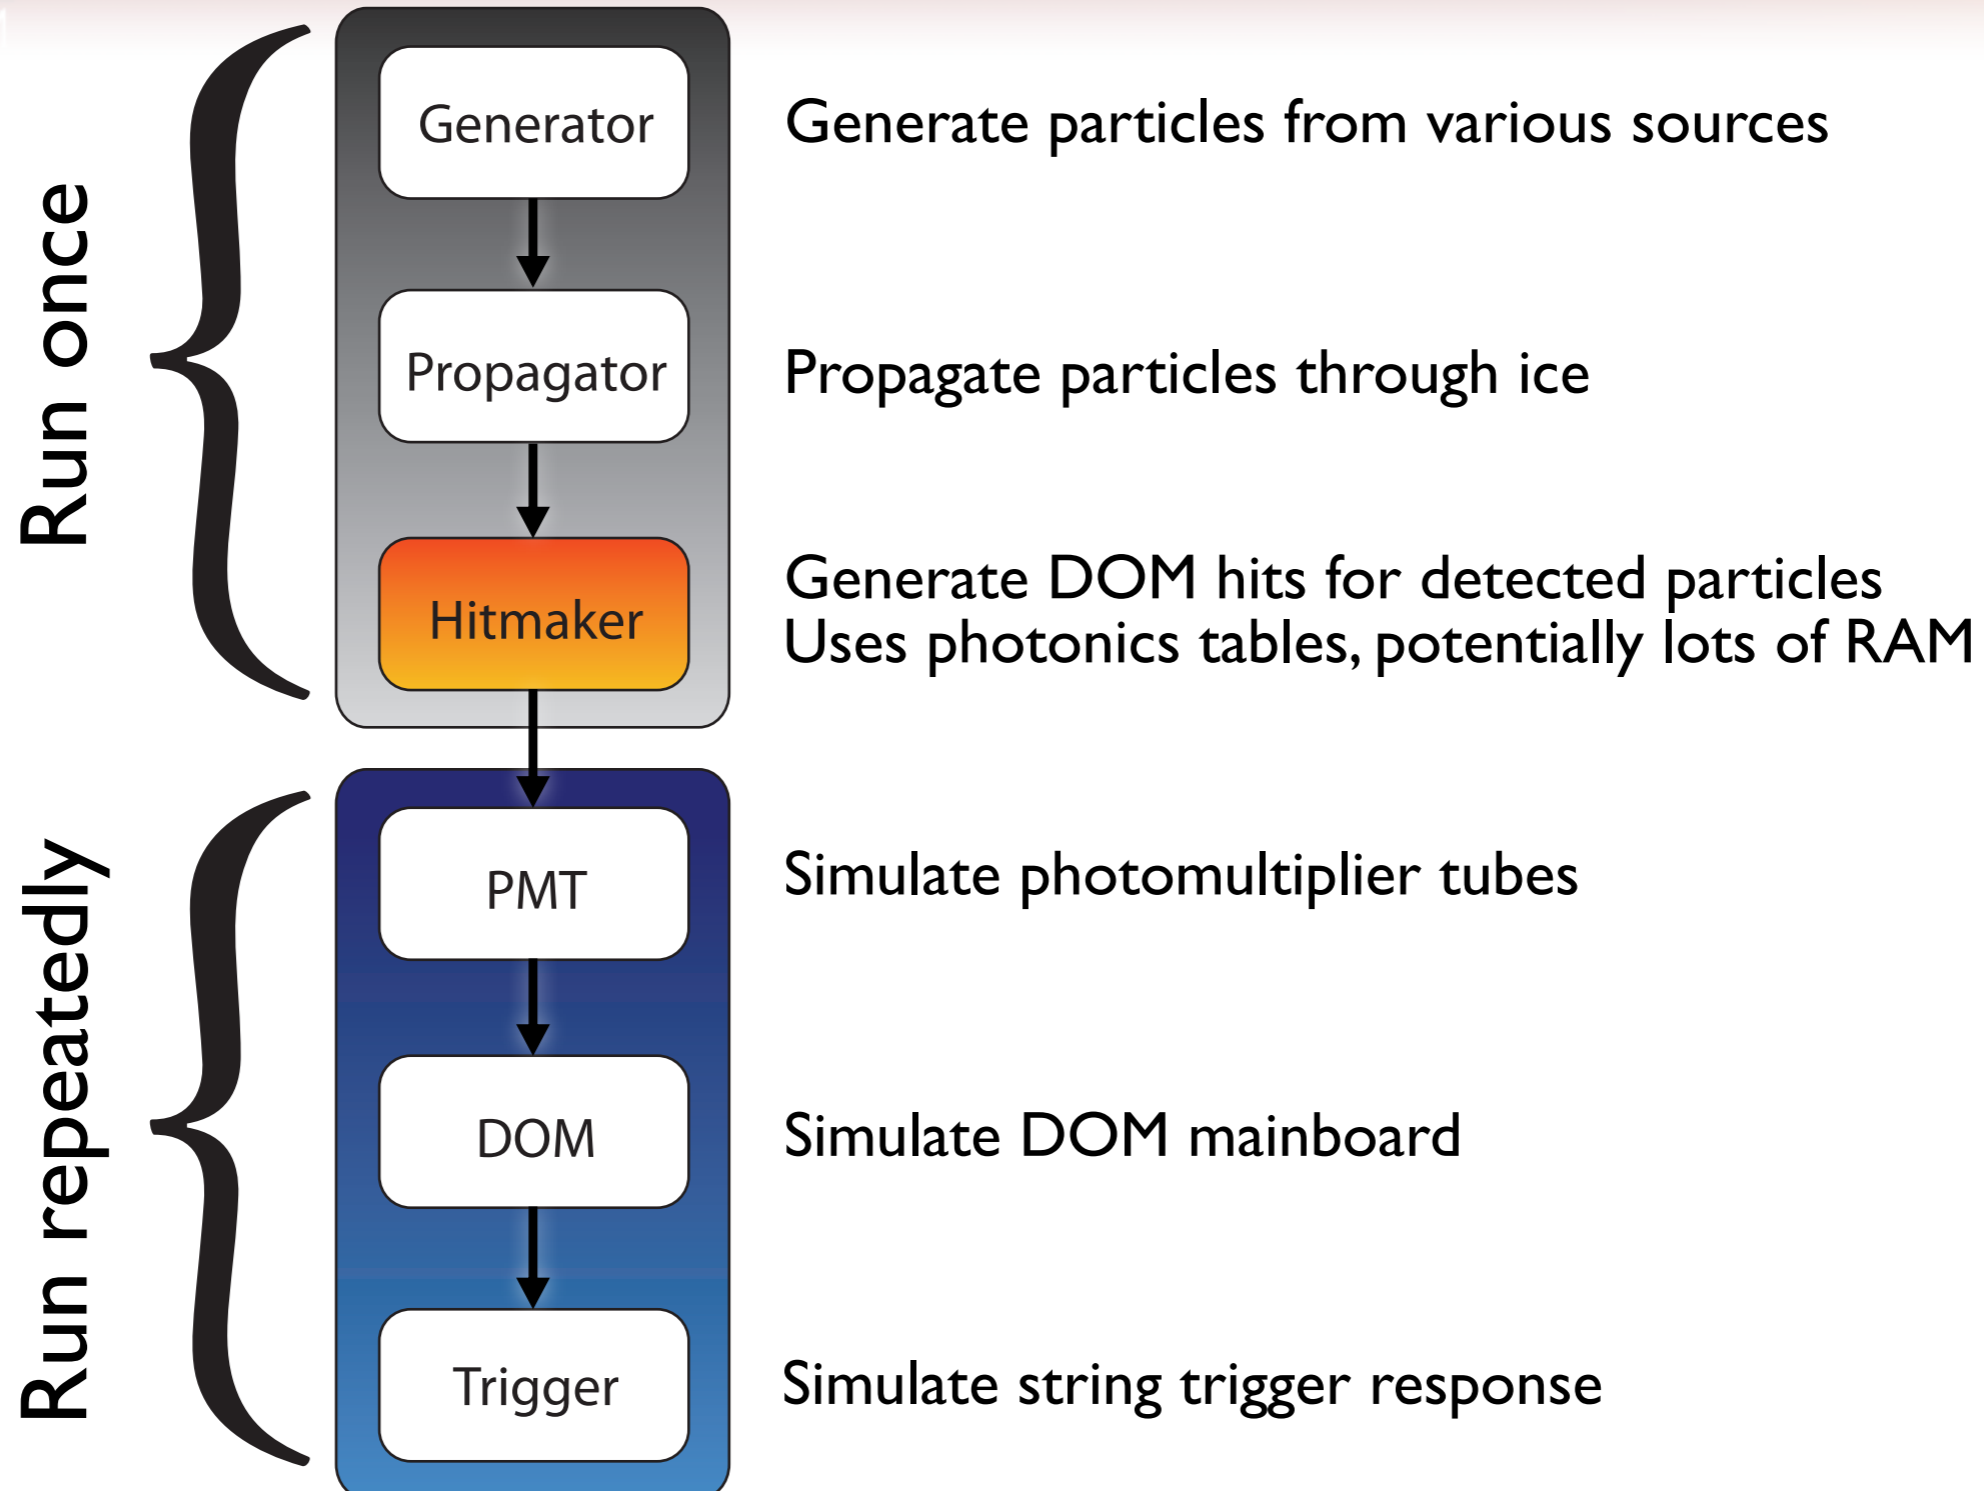 Run once
Generator
Generate particles from various sources
Propagator
Propagate particles through ice
Hitmaker
Generate DOM hits for detected particles
Uses photonics tables, potentially lots of RAM
Run repeatedly
PMT
Simulate photomultiplier tubes
DOM
Simulate DOM mainboard
Trigger
Simulate string trigger response